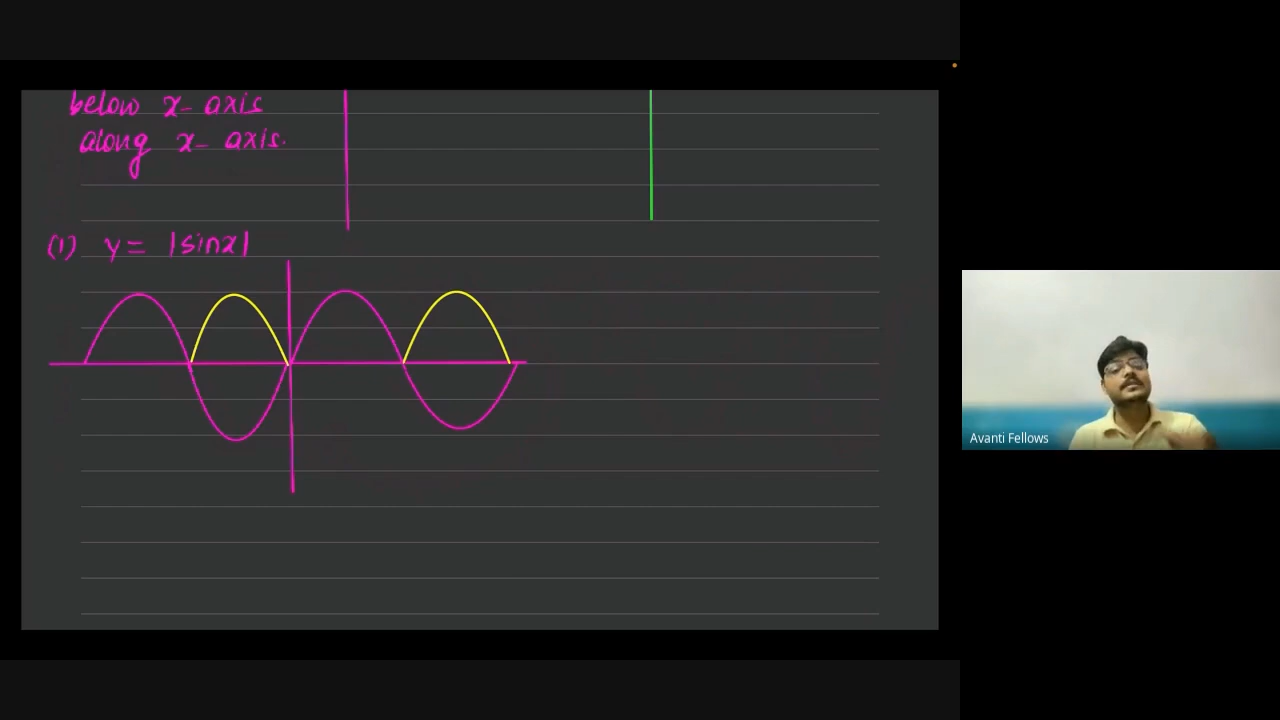 below x- axis
along x- axis.
(1) y = |sinx|
Avanti Fellows